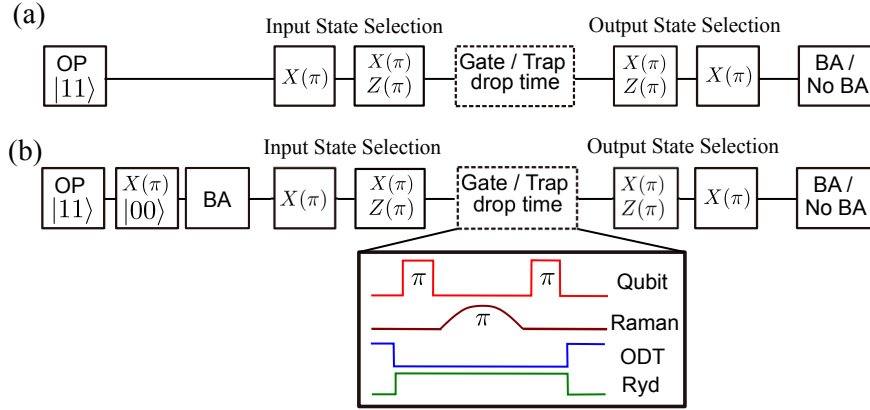 (a)
Input State Selection
Output State Selection
OP
|11⟩
X(π)
X(π)
Z(π)
Gate / Trap
drop time
X(π)
Z(π)
X(π)
BA /
No BA
(b)
Input State Selection
Output State Selection
OP
|11⟩
X(π)
|00⟩
BA
X(π)
X(π)
Z(π)
Gate / Trap
drop time
X(π)
Z(π)
X(π)
BA /
No BA
π
π
Qubit
π
Raman
ODT
Ryd